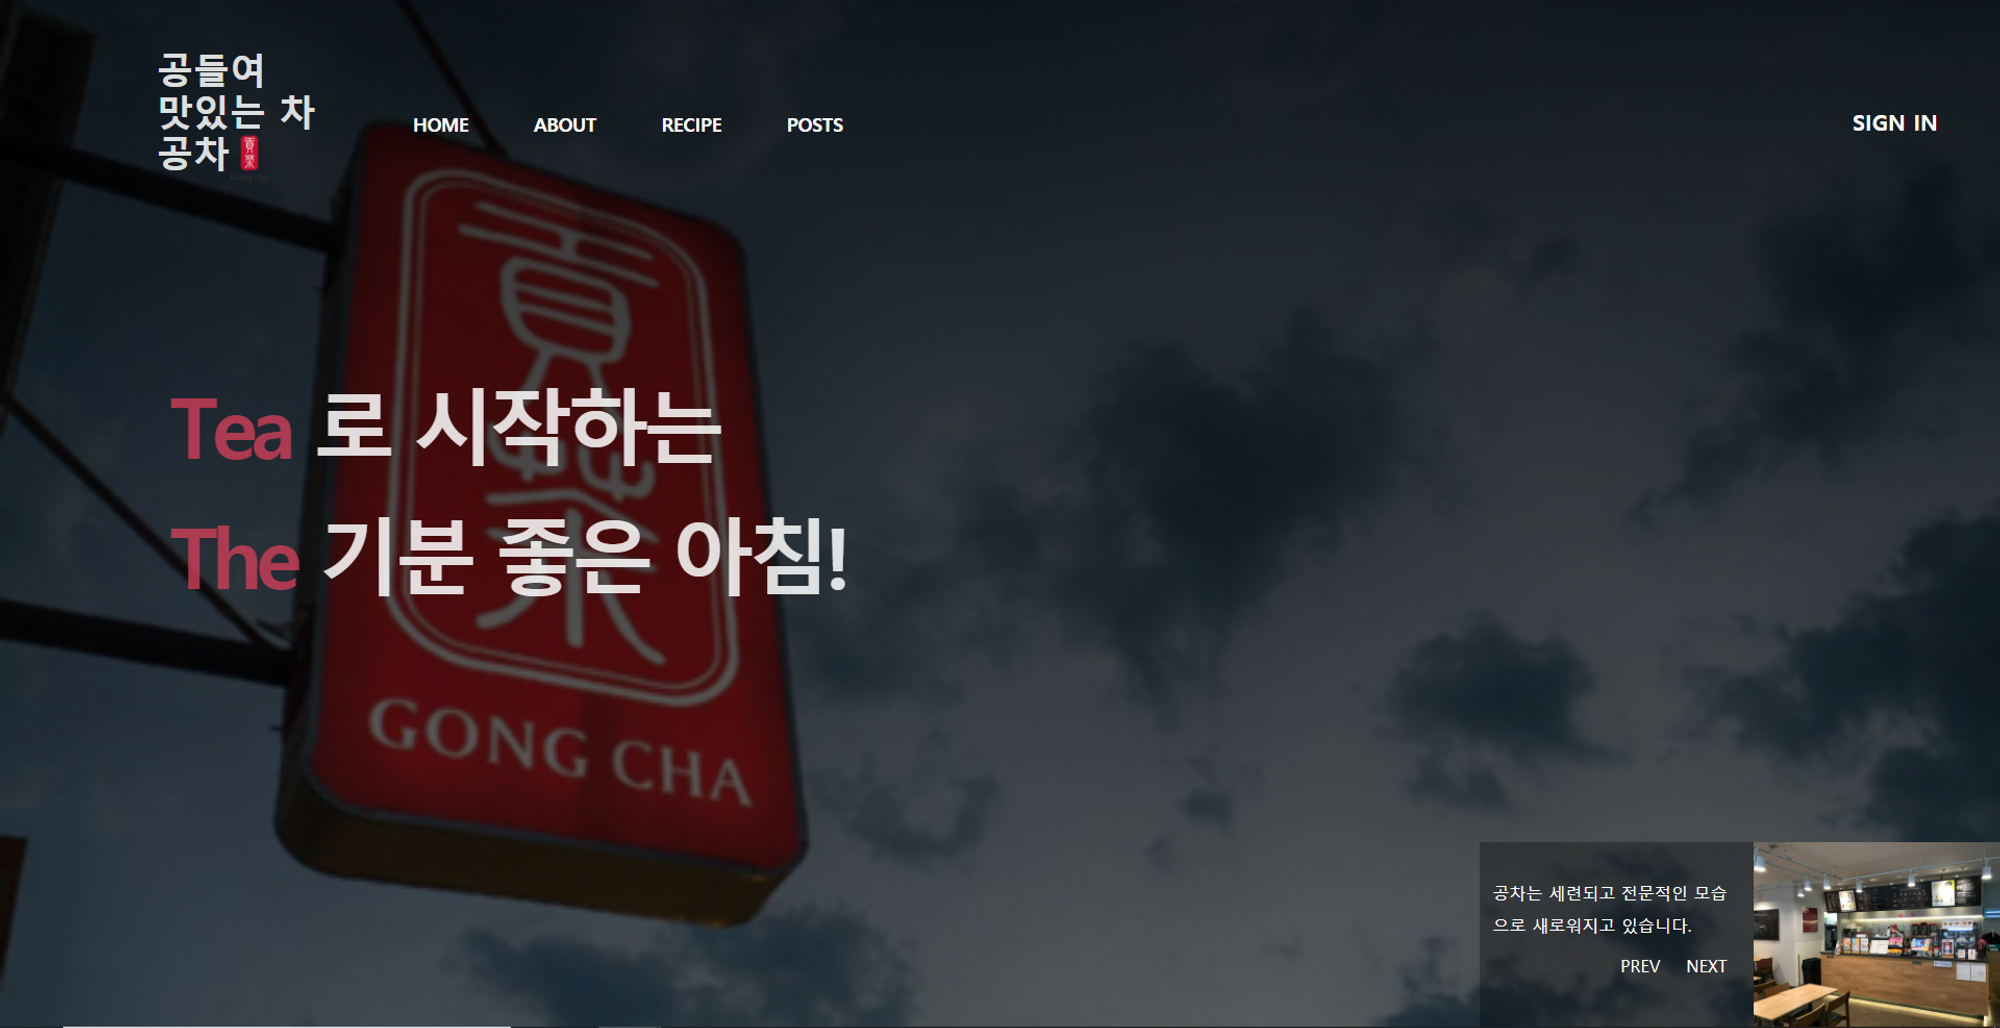 공들여
맛있는 차
공차
HOME ABOUT RECIPE POSTS
SIGN IN
貢茶
Tea 로 시작하는
The 기분 좋은 아침!
GONG CHA
공차는 세련되고 전문적인 모습
으로 새로워지고 있습니다.
PREV NEXT